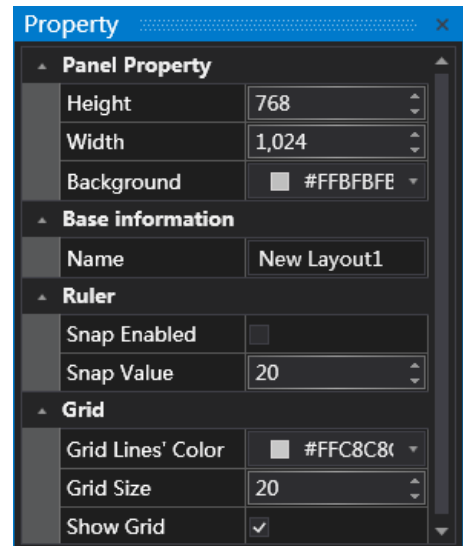 Property
Panel Property
Height 768
Width 1,024
Background #FFBFBFB
Base information
Name New Layout1
Ruler
Snap Enabled
Snap Value 20
Grid
Grid Lines' Color #FFC8C8
Grid Size 20
Show Grid